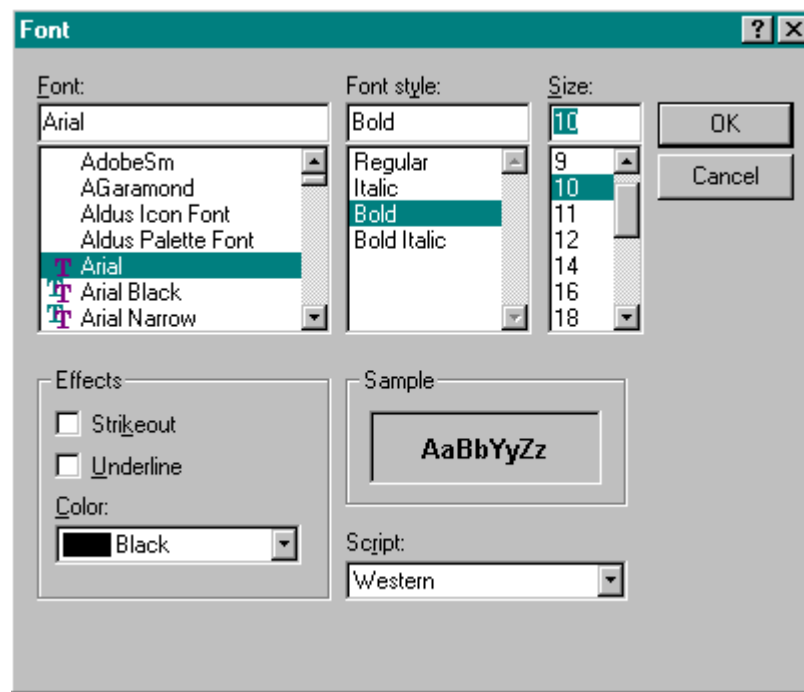 Font
Font:
Arial
AdobeSm
AGaramond
Aldus Icon Font
Aldus Palette Font
Arial
Arial Black
Arial Narrow
Font style:
Bold
Regular
Italic
Bold
Bold Italic
Size:
10
9
10
11
12
14
16
18
OK
Cancel
Effects
Strikeout
Underline
Color:
Black
Sample
AaBbYyZz
Script:
Western